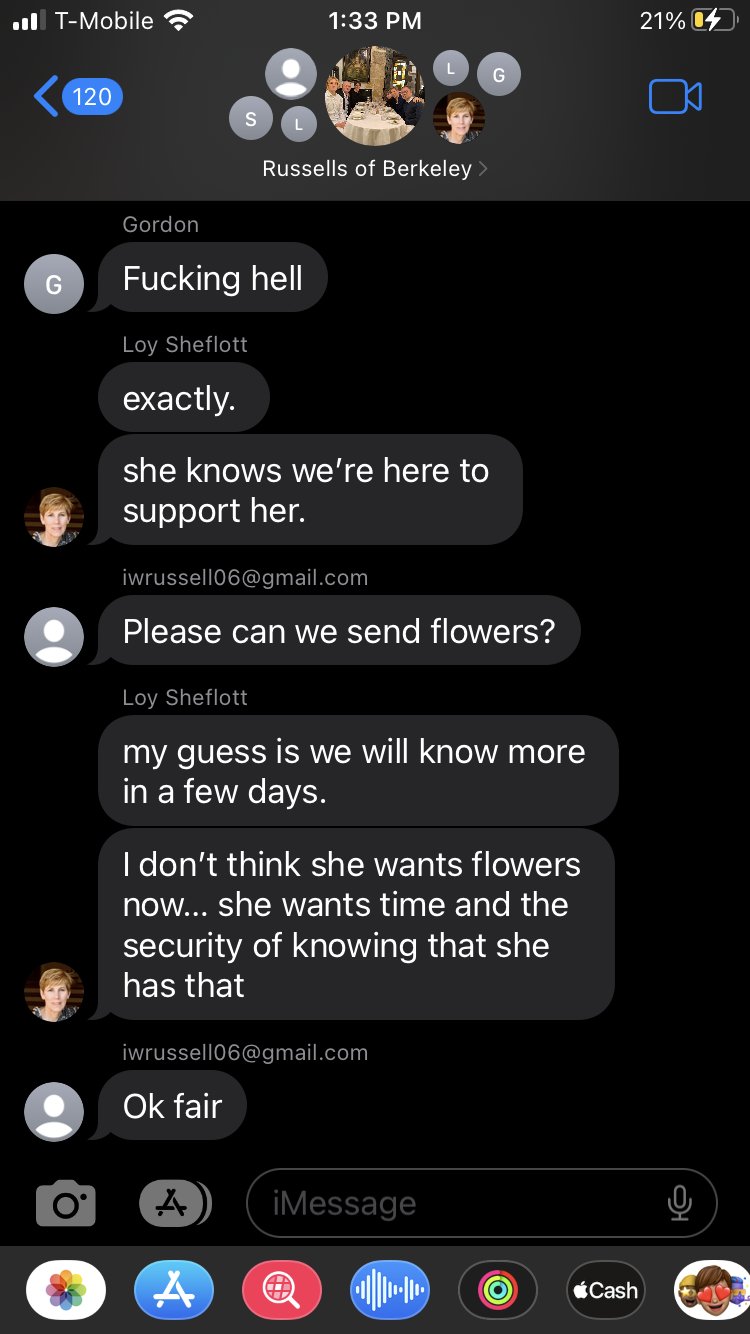 T-Mobile
1:33 PM
21%
120
S
L
L
G
Russells of Berkeley
Gordon
G
Fucking hell
Loy Sheflott
exactly.
she knows we’re here to
support her.
iwrussell06@gmail.com
Please can we send flowers?
Loy Sheflott
my guess is we will know more
in a few days.
I don’t think she wants flowers
now... she wants time and the
security of knowing that she
has that
iwrussell06@gmail.com
Ok fair
iMessage
Cash